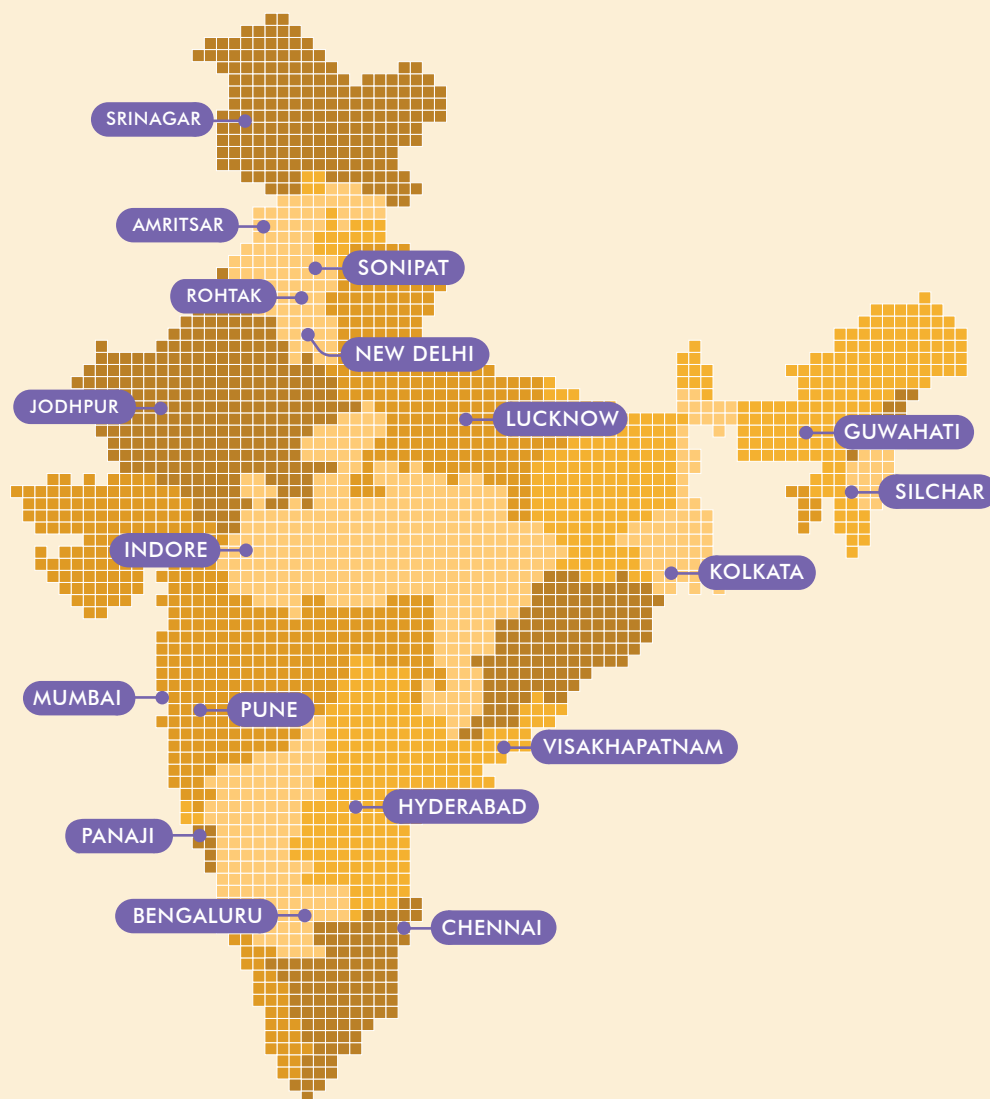 SRINAGAR
AMRITSAR
SONIPAT
ROHTAK
NEW DELHI
JODHPUR
LUCKNOW
GUWAHATI
SILCHAR
INDORE
KOLKATA
MUMBAI
PUNE
VISAKHAPATNAM
HYDERABAD
PANAJI
BENGALURU
CHENNAI